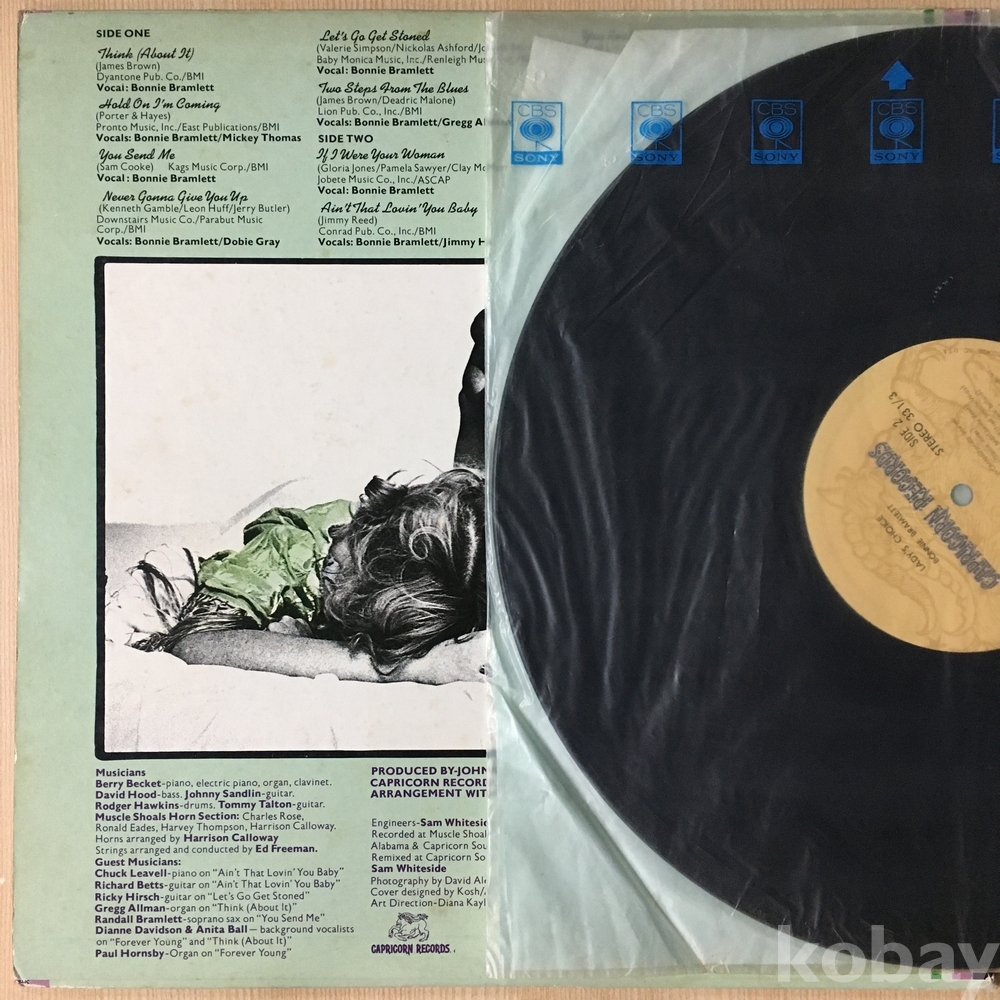 SIDE ONE
Think (About It)
(James Brown)
Dyantone Pub. Co./BMI
Vocal: Bonnie Bramlett
Hold On I'm Coming
(Porter & Hayes)
Pronto Music, Inc./East Publications/BMI
Vocals: Bonnie Bramlett/Mickey Thomas
You Send Me
(Sam Cooke) Kags Music Corp./BMI
Vocal: Bonnie Bramlett
Never Gonna Give You Up
(Kenneth Gamble/Leon Huff/Jerry Butler)
Downstairs Music Co./Parabut Music
Corp./BMI
Vocals: Bonnie Bramlett/Dobie Gray
Let's Go Get Stoned
(Valerie Simpson/Nickolas Ashford/Jo
Baby Monica Music, Inc./Renleigh Mus
Vocal: Bonnie Bramlett
Two Steps From The Blues
(James Brown/Deadric Malone)
Lion Pub. Co., Inc./BMI
Vocals: Bonnie Bramlett/Gregg Al
SIDE TWO
If I Were Your Woman
(Gloria Jones/Pamela Sawyer/Clay Mc
Jobete Music Co., Inc./ASCAP
Vocal: Bonnie Bramlett
Ain't That Lovin' You Baby
(Jimmy Reed)
Conrad Pub. Co., Inc./BMI
Vocals: Bonnie Bramlett/Jimmy H
CBS CBS CBS CBS
SONY SONY SONY SONY
SIDE 2
STEREO 33 1/3
CAPRICORN RECORDS
LADY'S CHOICE
BONNIE BRAMLETT
Musicians
Berry Becket-piano, electric piano, organ, clavinet.
David Hood-bass. Johnny Sandlin-guitar.
Rodger Hawkins-drums. Tommy Talton-guitar.
Muscle Shoals Horn Section: Charles Rose,
Ronald Eades, Harvey Thompson, Harrison Calloway.
Horns arranged by Harrison Calloway
Strings arranged and conducted by Ed Freeman.
Guest Musicians:
Chuck Leavell-piano on "Ain't That Lovin' You Baby"
Richard Betts-guitar on "Ain't That Lovin' You Baby"
Ricky Hirsch-guitar on "Let's Go Get Stoned"
Gregg Allman-organ on "Think (About It)"
Randall Bramlett-soprano sax on "You Send Me"
Dianne Davidson & Anita Ball — background vocalists
on "Forever Young" and "Think (About It)"
Paul Hornsby-Organ on "Forever Young"
PRODUCED BY-JOHN
CAPRICORN RECORD
ARRANGEMENT WIT
Engineers-Sam Whitesid
Recorded at Muscle Shoal
Alabama & Capricorn Sou
Remixed at Capricorn So
Sam Whiteside
Photography by David Ale
Cover designed by Kosh/
Art Direction-Diana Kayl
CAPRICORN RECORDS
kobay